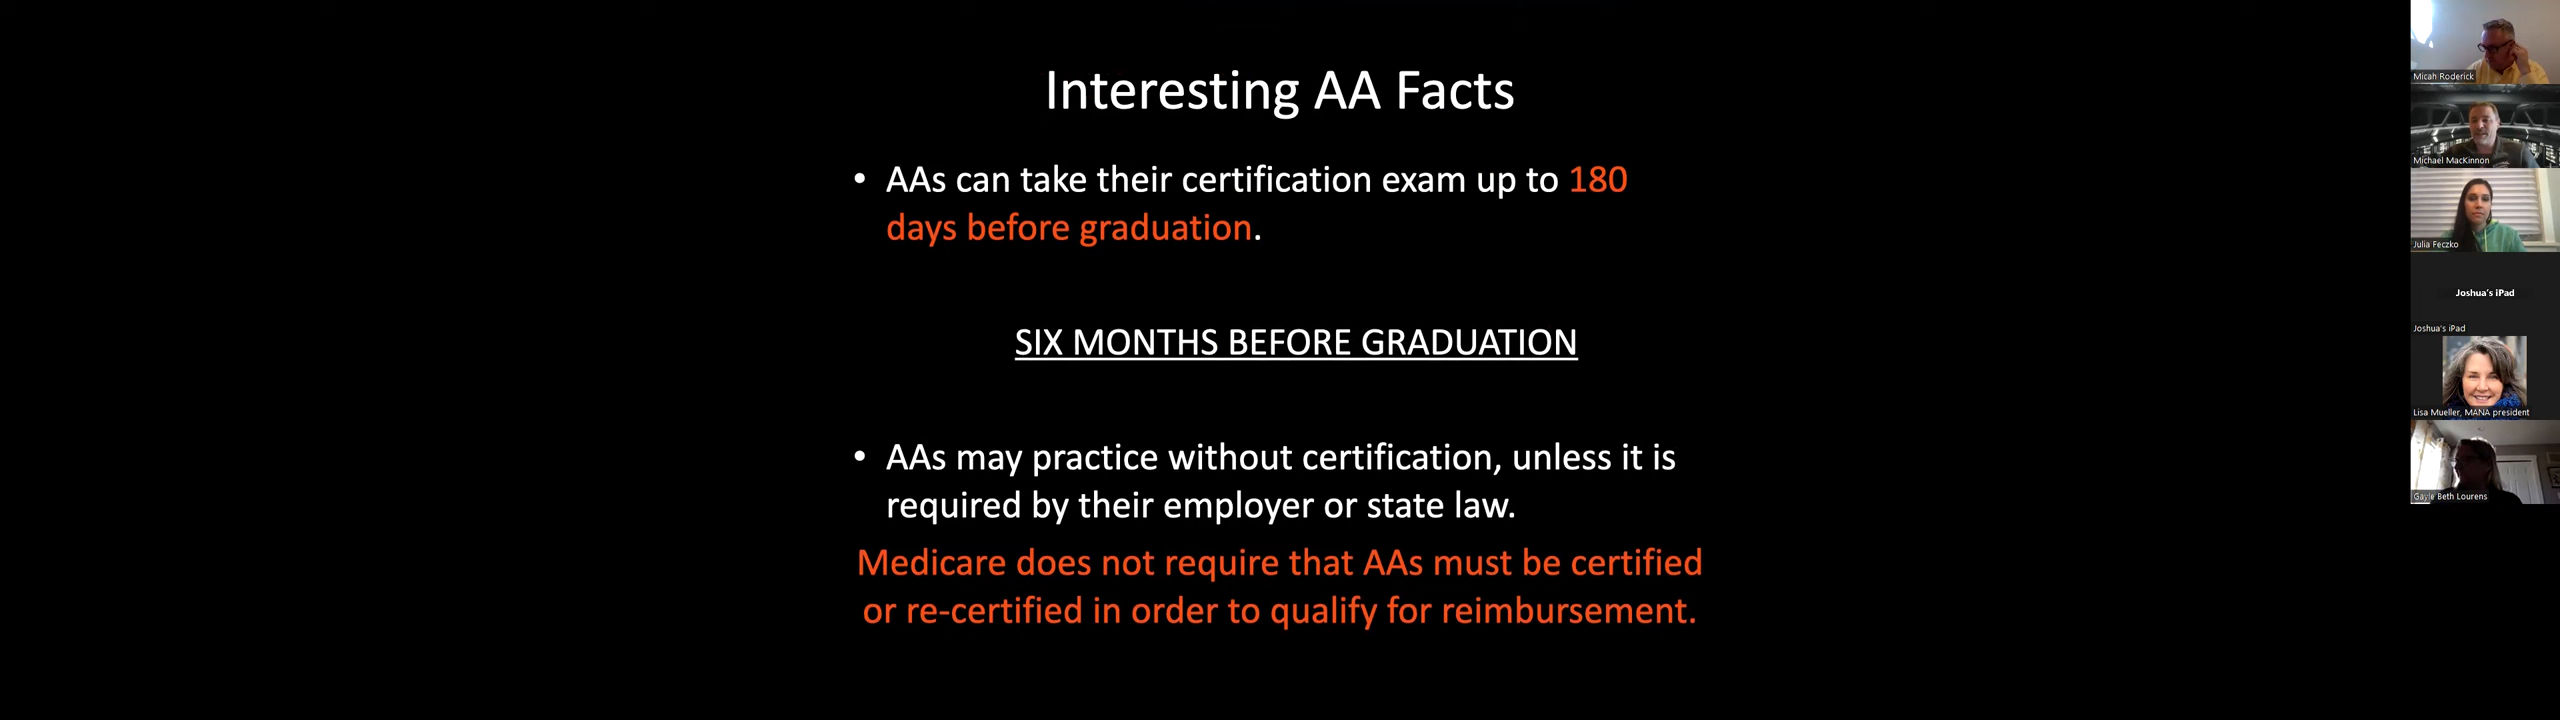 Interesting AA Facts
• AAs can take their certification exam up to 180
days before graduation.
SIX MONTHS BEFORE GRADUATION
• AAs may practice without certification, unless it is
required by their employer or state law.
Medicare does not require that AAs must be certified
or re-certified in order to qualify for reimbursement.
Micah Roderick
Michael MacKinnon
Julia Feczko
Joshua's iPad
Joshua's iPad
Lisa Mueller, MANA president
Gayle Beth Lourens